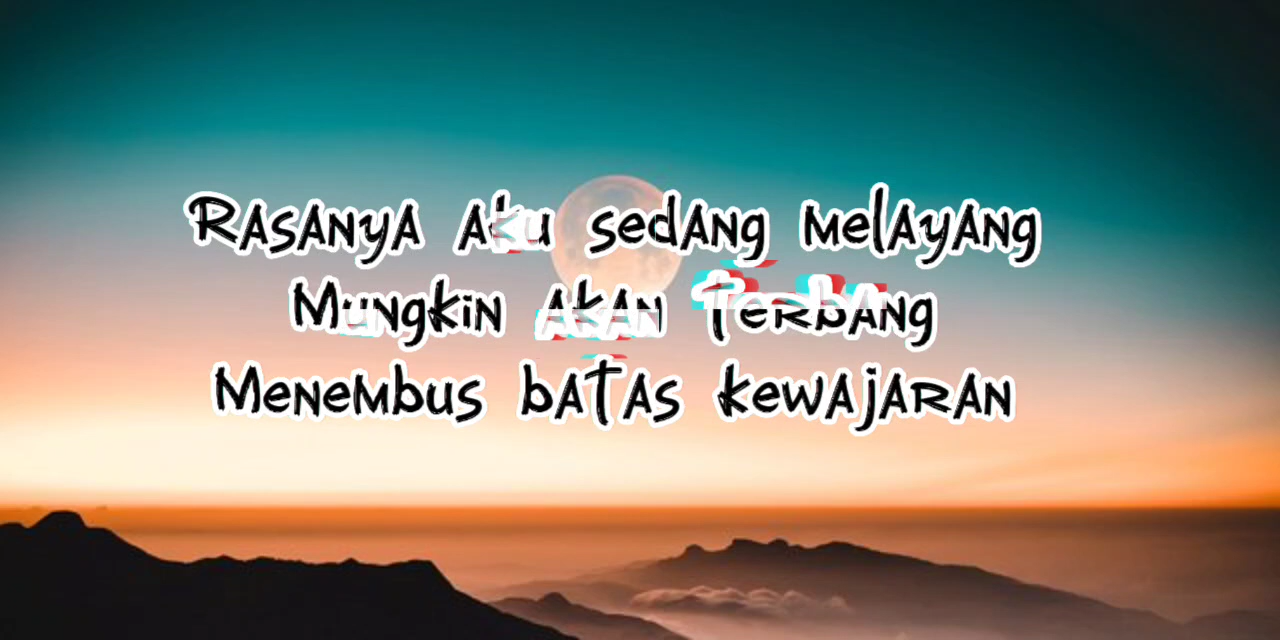 Rasanya aku sedang melayang
Mungkin akan terbang
Menembus batas kewajaran